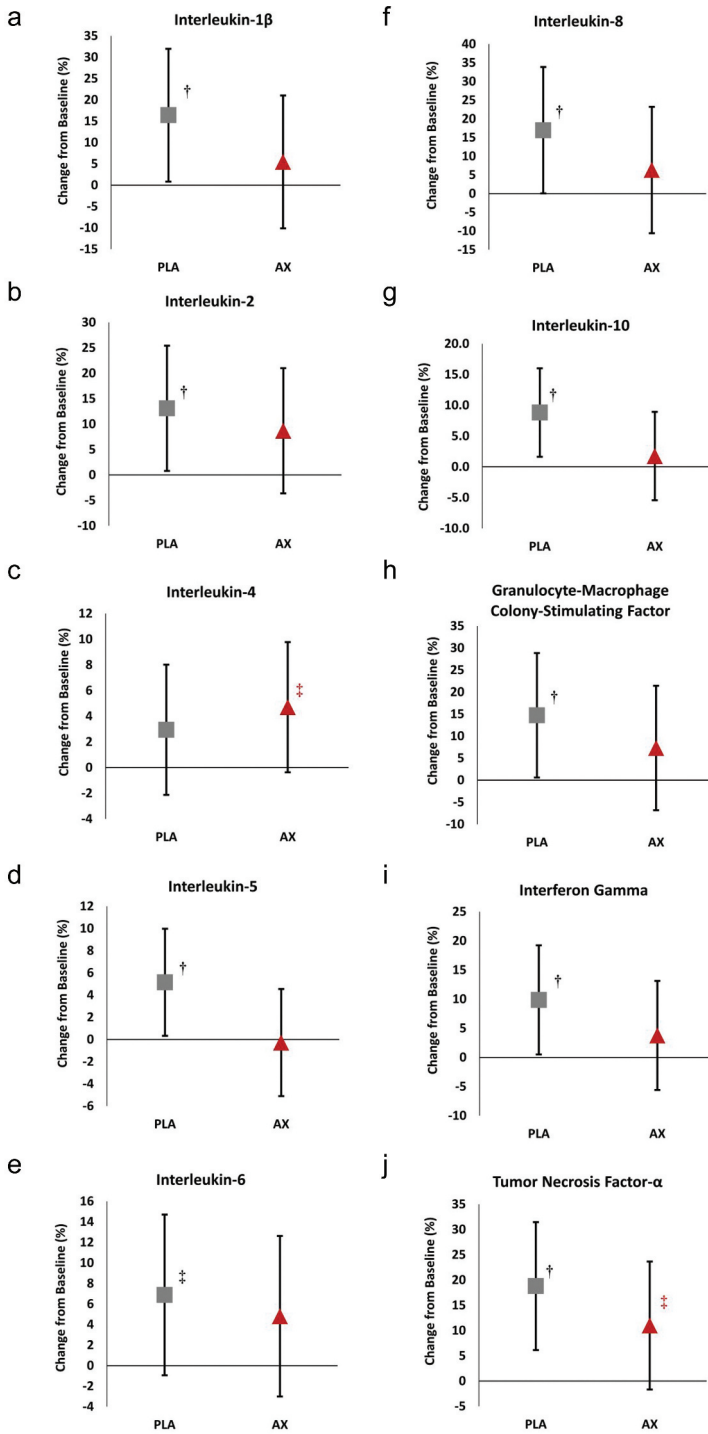 a
Interleukin-1β
Change from Baseline (%)
35
30
25
20
15
10
5
0
-5
-10
-15
†
PLA
AX
b
Interleukin-2
Change from Baseline (%)
30
25
20
15
10
5
0
-5
-10
†
PLA
AX
c
Interleukin-4
Change from Baseline (%)
12
10
8
6
4
2
0
-2
-4
‡
PLA
AX
d
Interleukin-5
Change from Baseline (%)
12
10
8
6
4
2
0
-2
-4
-6
†
PLA
AX
e
Interleukin-6
Change from Baseline (%)
16
14
12
10
8
6
4
2
0
-2
-4
‡
PLA
AX
f
Interleukin-8
Change from Baseline (%)
40
35
30
25
20
15
10
5
0
-5
-10
-15
†
PLA
AX
g
Interleukin-10
Change from Baseline (%)
20.0
15.0
10.0
5.0
0.0
-5.0
-10.0
†
PLA
AX
h
Granulocyte-Macrophage
Colony-Stimulating Factor
Change from Baseline (%)
35
30
25
20
15
10
5
0
-5
-10
†
PLA
AX
i
Interferon Gamma
Change from Baseline (%)
25
20
15
10
5
0
-5
-10
†
PLA
AX
j
Tumor Necrosis Factor-α
Change from Baseline (%)
35
30
25
20
15
10
5
0
-5
†
‡
PLA
AX